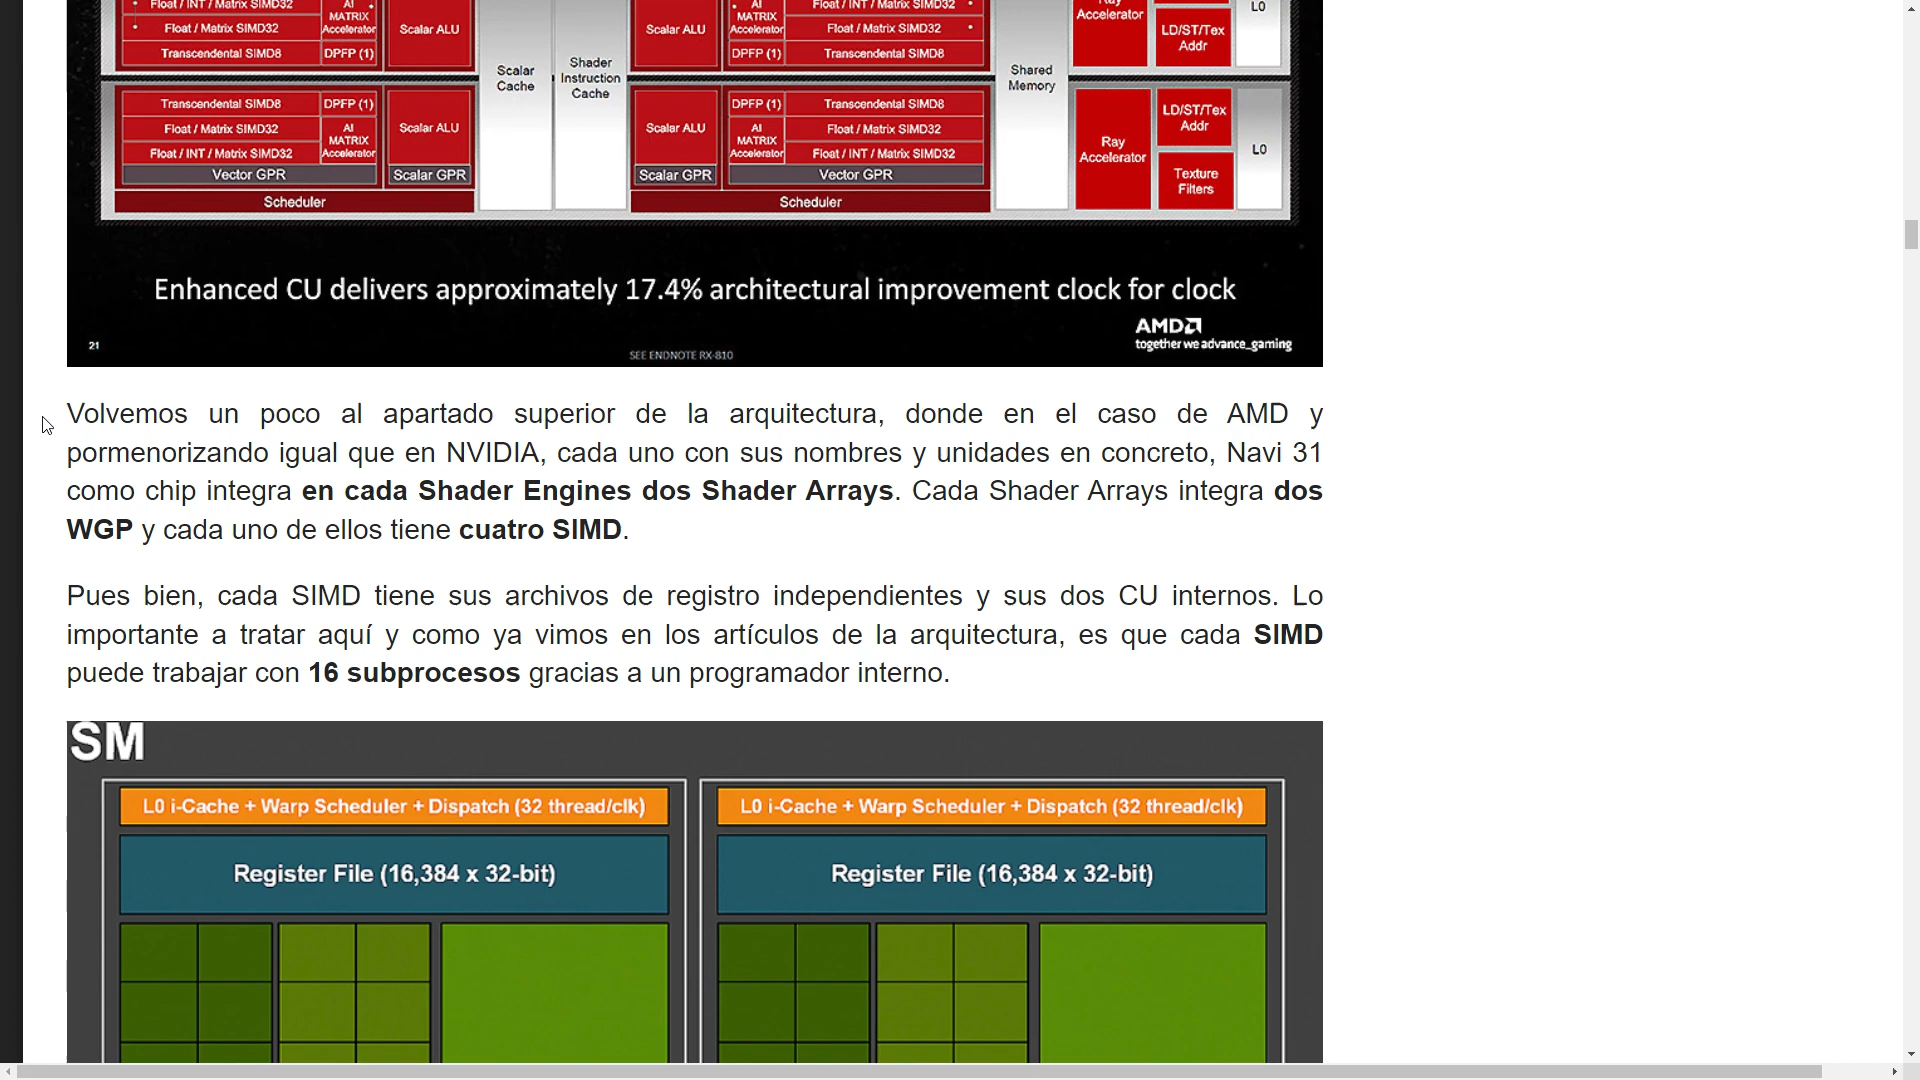 Float / INT / Matrix SIMD32
AI
MATRIX
Accelerator
Float / Matrix SIMD32
Transcendental SIMD8
DPFP (1)
Scalar ALU
Scalar ALU
AI
MATRIX
Accelerator
DPFP (1)
Float / INT / Matrix SIMD32
Float / Matrix SIMD32
Transcendental SIMD8
Ray
Accelerator
LD/ST/Tex
Addr
L0
Scalar
Cache
Shader
Instruction
Cache
Shared
Memory
Transcendental SIMD8
DPFP (1)
Float / Matrix SIMD32
AI
MATRIX
Accelerator
Float / INT / Matrix SIMD32
Scalar ALU
Vector GPR
Scalar GPR
Scheduler
Scalar ALU
DPFP (1)
Transcendental SIMD8
AI
MATRIX
Accelerator
Float / Matrix SIMD32
Float / INT / Matrix SIMD32
Scalar GPR
Vector GPR
Scheduler
Ray
Accelerator
LD/ST/Tex
Addr
Texture
Filters
L0
Enhanced CU delivers approximately 17.4% architectural improvement clock for clock
AMD
together we advance_gaming
21
SEE ENDNOTE RX-810
Volvemos un poco al apartado superior de la arquitectura, donde en el caso de AMD y
pormenorizando igual que en NVIDIA, cada uno con sus nombres y unidades en concreto, Navi 31
como chip integra en cada Shader Engines dos Shader Arrays. Cada Shader Arrays integra dos
WGP y cada uno de ellos tiene cuatro SIMD.
Pues bien, cada SIMD tiene sus archivos de registro independientes y sus dos CU internos. Lo
importante a tratar aquí y como ya vimos en los artículos de la arquitectura, es que cada SIMD
puede trabajar con 16 subprocesos gracias a un programador interno.
SM
L0 i-Cache + Warp Scheduler + Dispatch (32 thread/clk)
L0 i-Cache + Warp Scheduler + Dispatch (32 thread/clk)
Register File (16,384 x 32-bit)
Register File (16,384 x 32-bit)